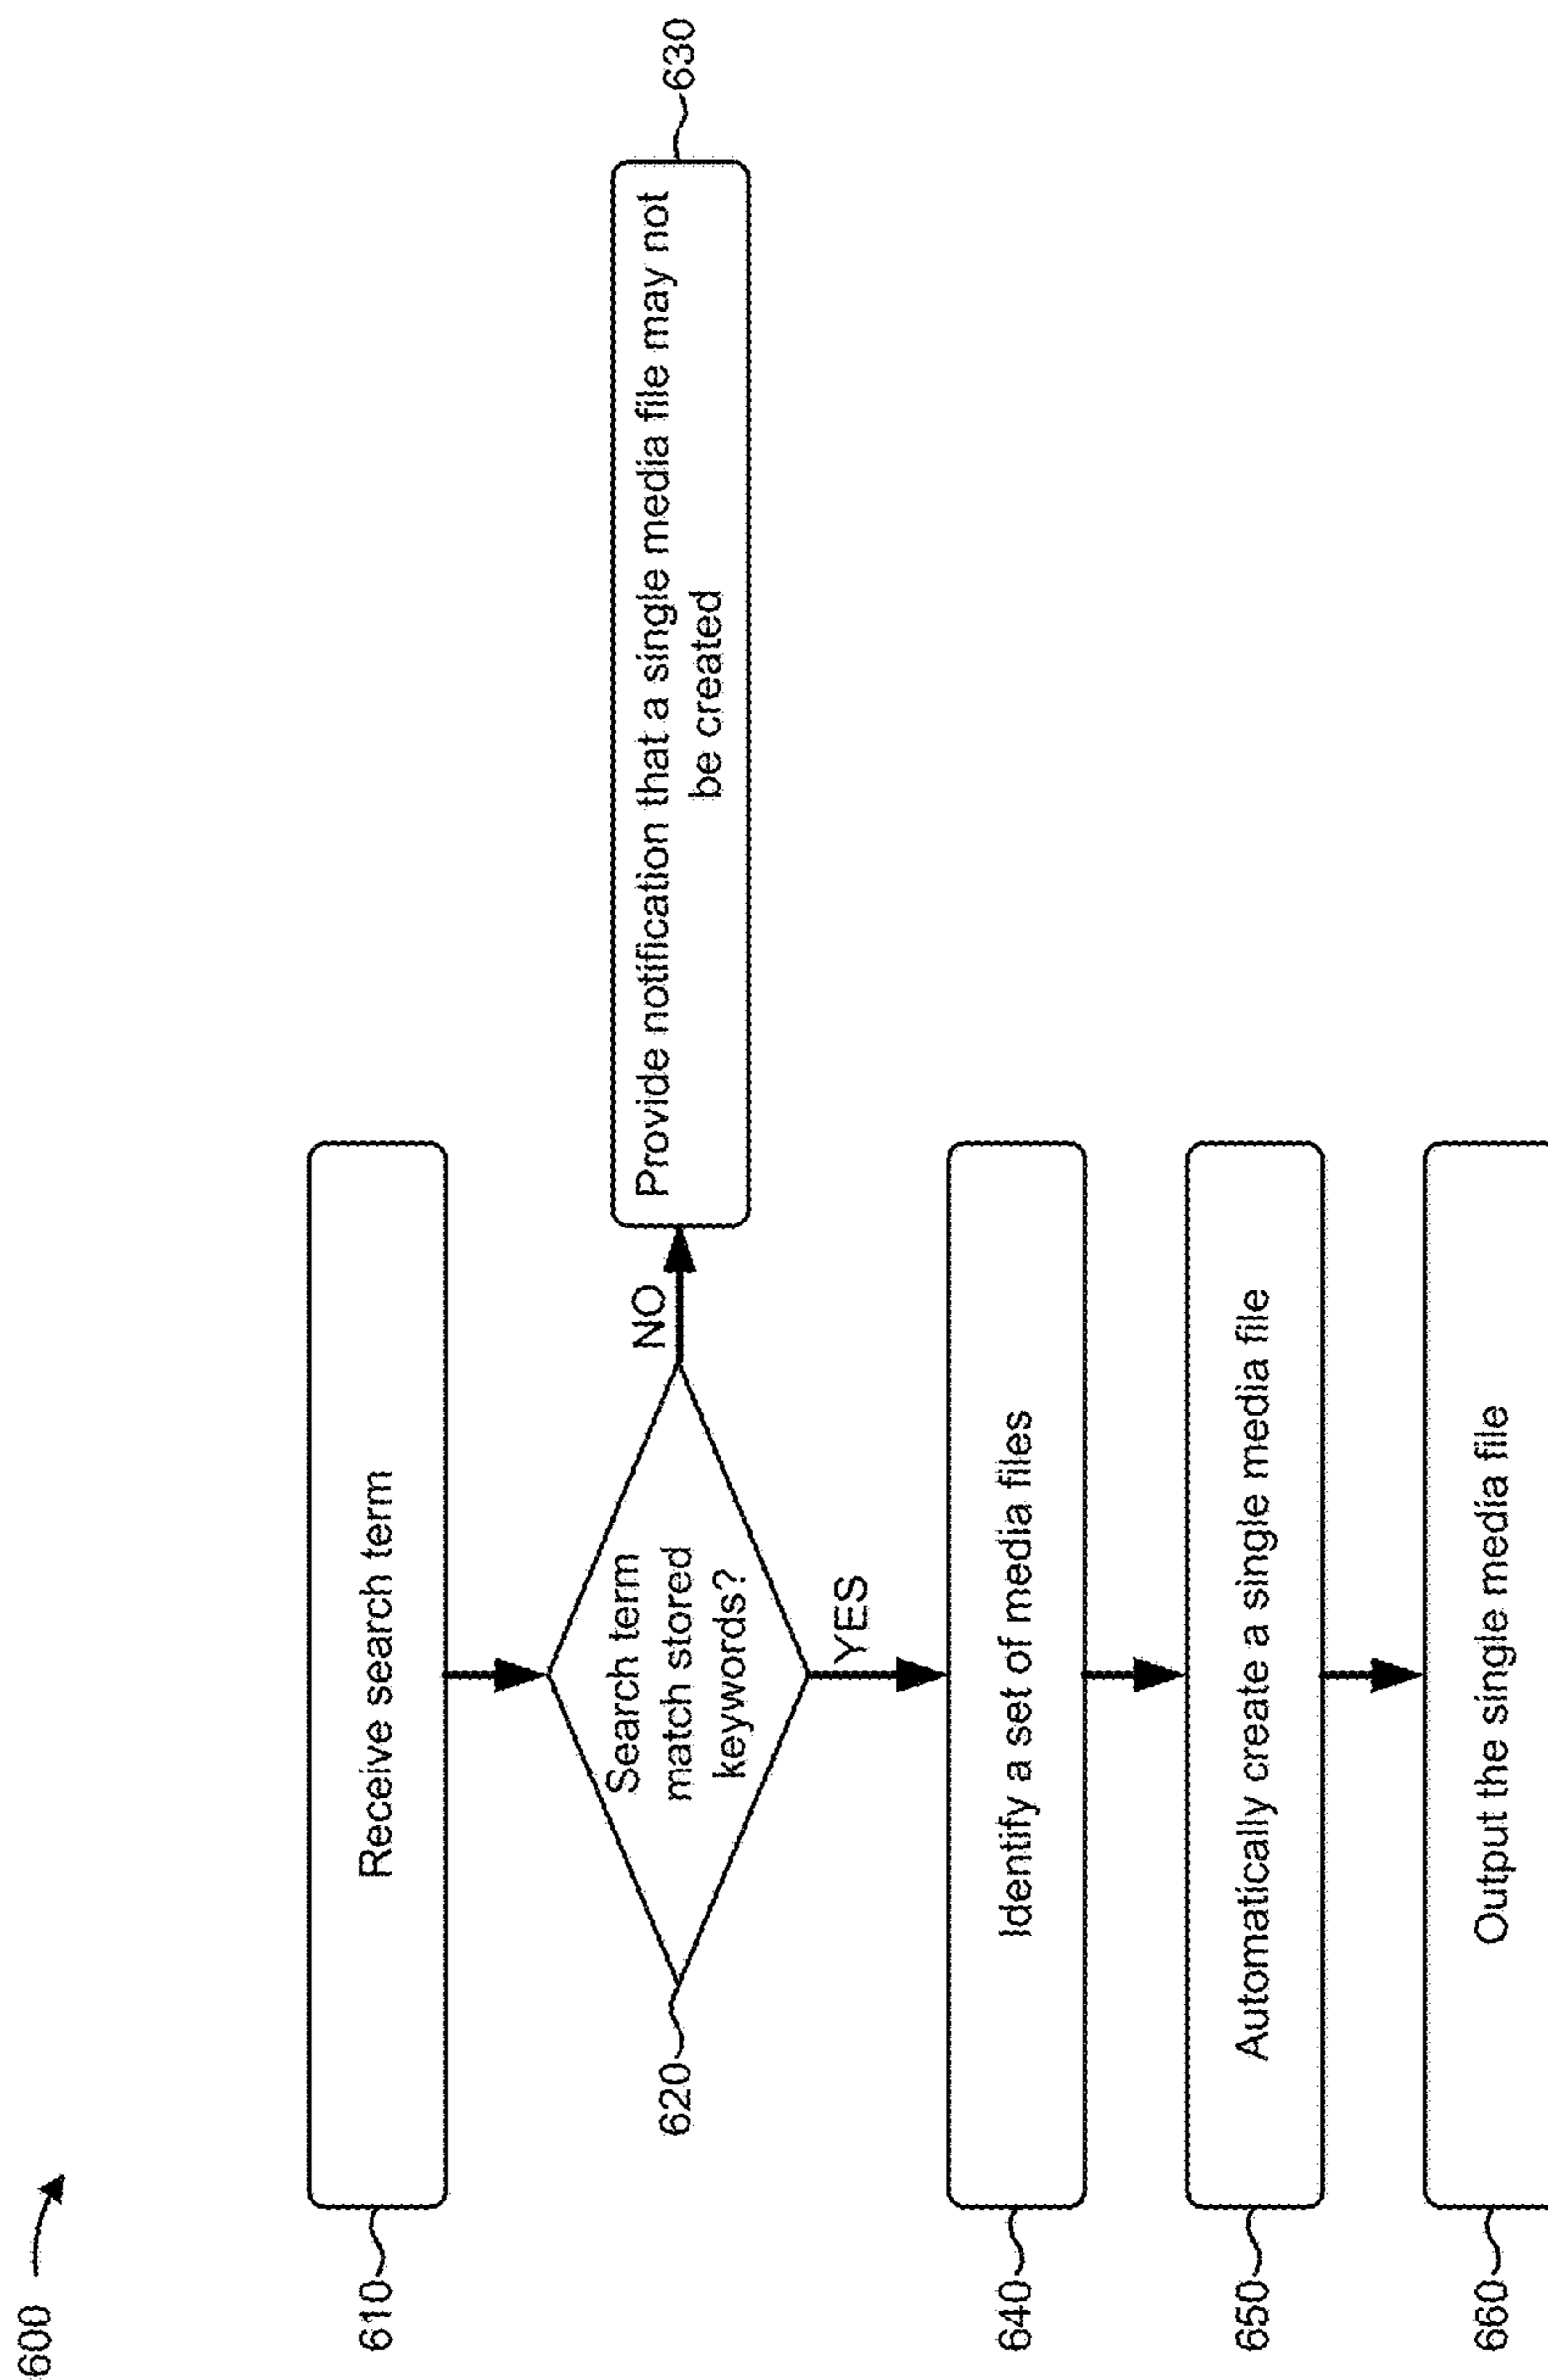 600
610
Receive search term
620
Search term
match stored
keywords?
NO
Provide notification that a single media file may not
be created
630
YES
640
Identify a set of media files
650
Automatically create a single media file
660
Output the single media file